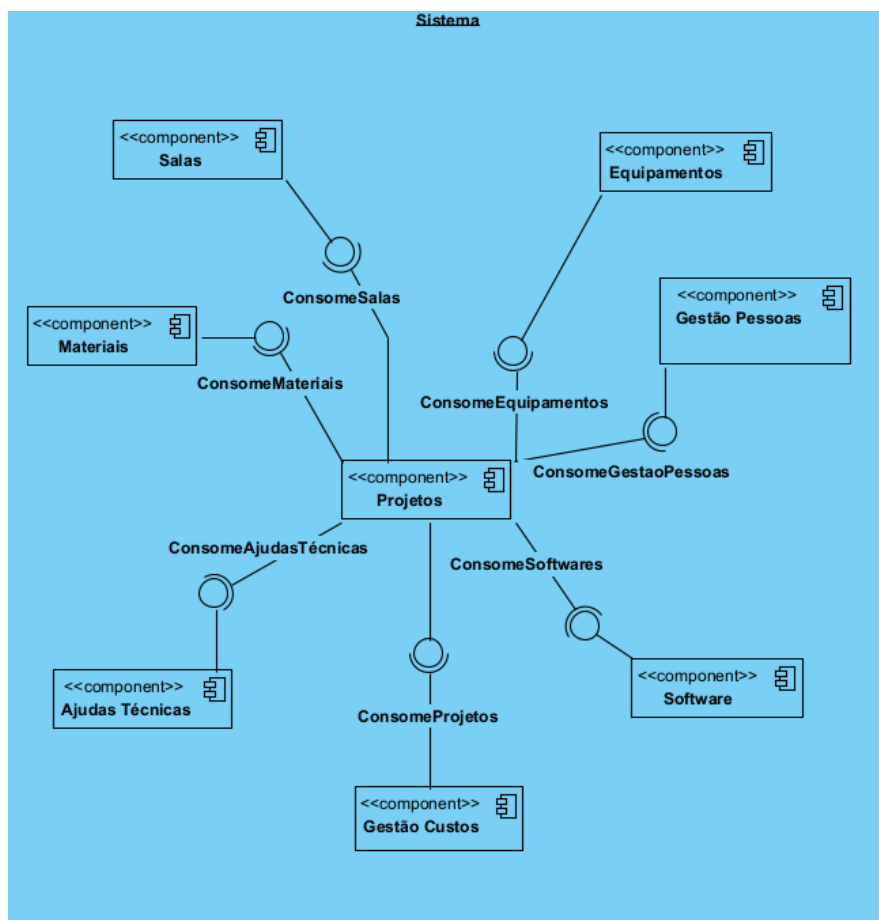 Sistema
<<component>>
Salas
<<component>>
Equipamentos
ConsomeSalas
<<component>>
Gestão Pessoas
<<component>>
Materiais
ConsomeMateriais
ConsomeEquipamentos
ConsomeGestaoPessoas
<<component>>
Projetos
ConsomeAjudasTécnicas
ConsomeSoftwares
<<component>>
Ajudas Técnicas
<<component>>
Software
ConsomeProjetos
<<component>>
Gestão Custos